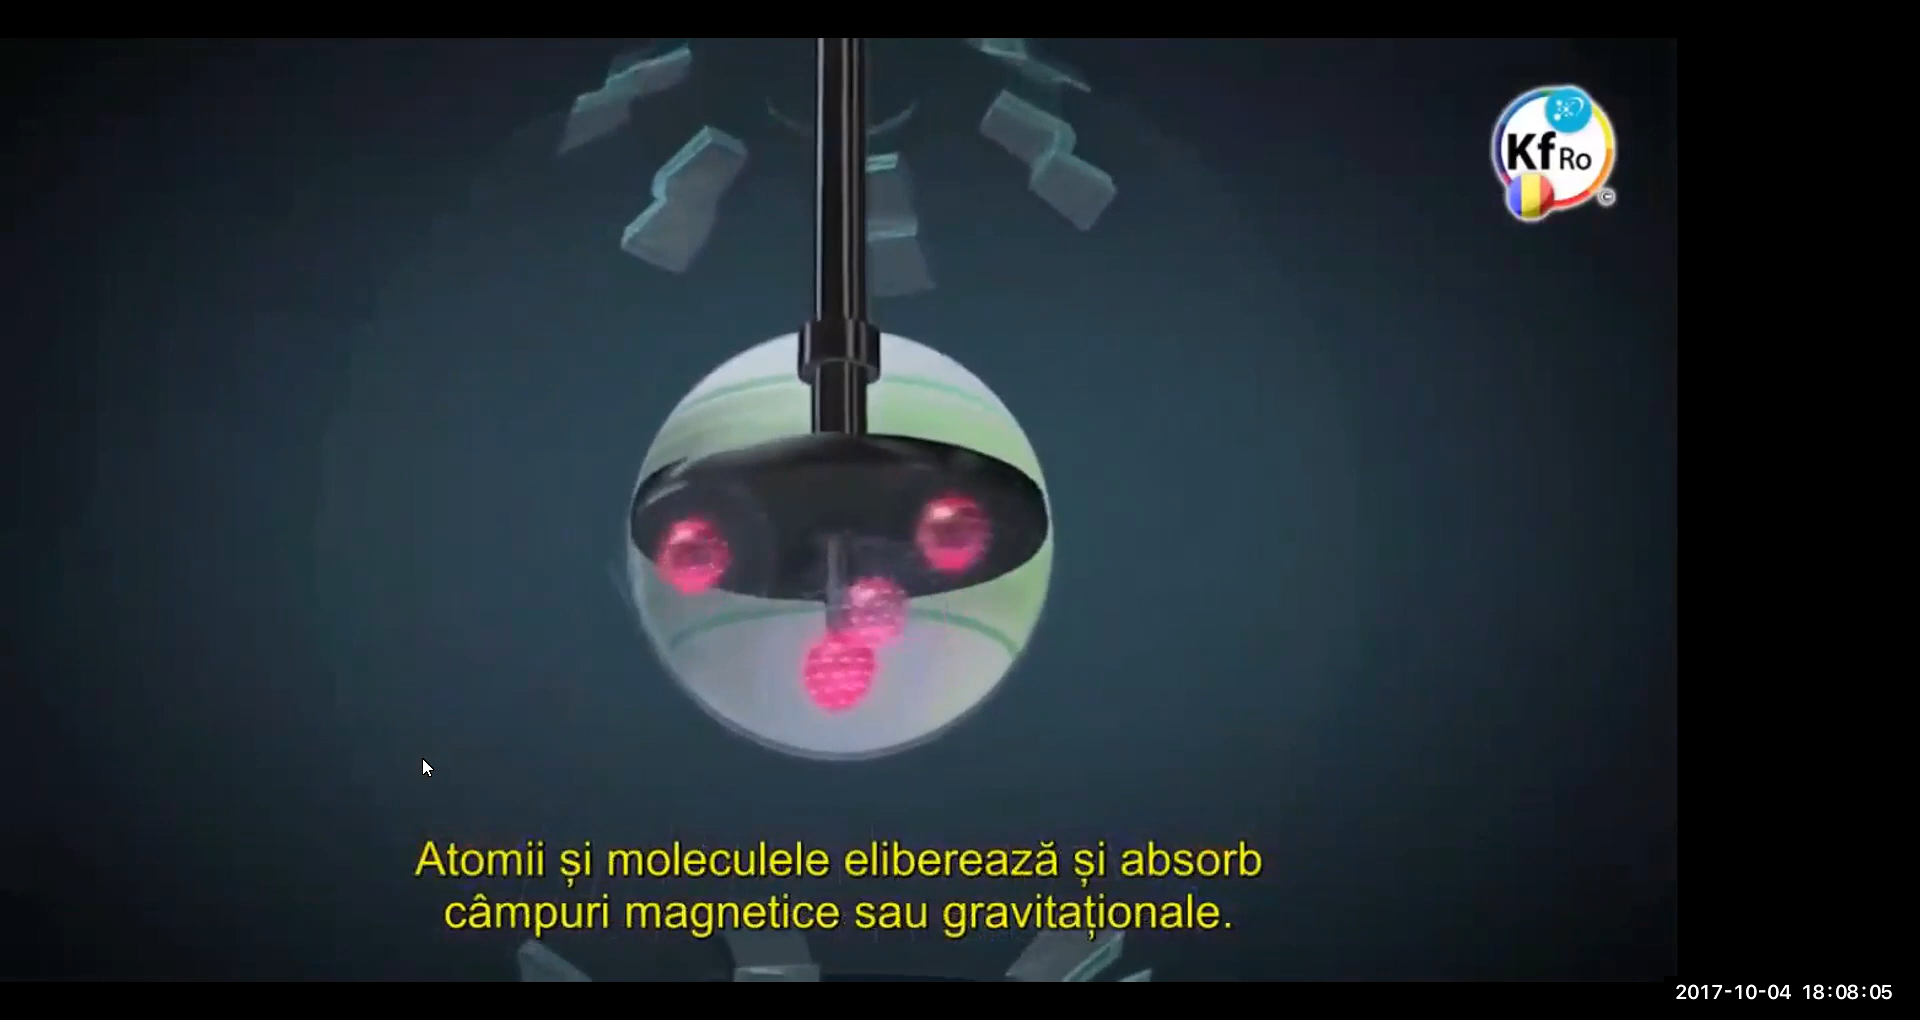 Kf Ro
©
Atomii și moleculele eliberează și absorb
câmpuri magnetice sau gravitaționale.
2017-10-04 18:08:05